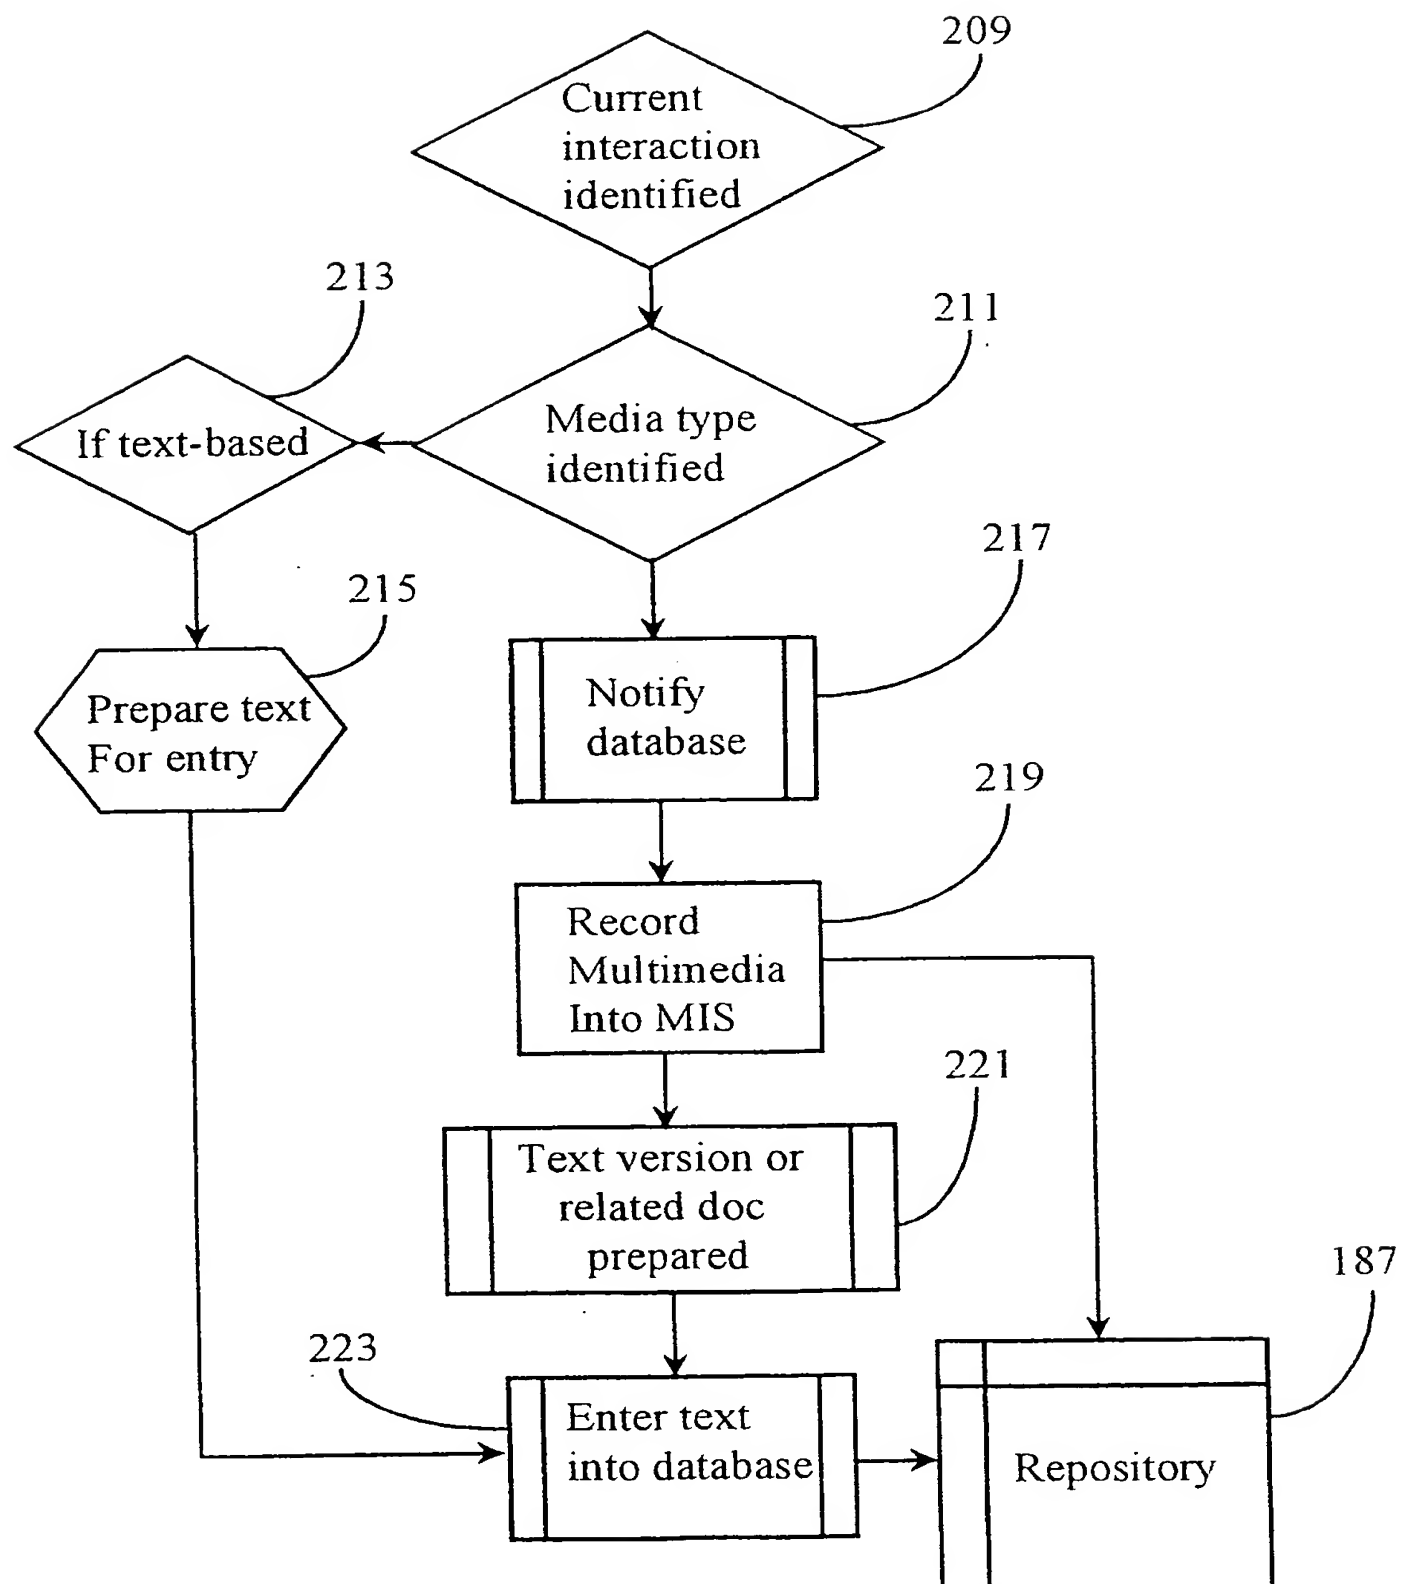 209
Current
interaction
identified
213
211
If text-based
Media type
identified
217
215
Prepare text
For entry
Notify
database
219
Record
Multimedia
Into MIS
221
Text version or
related doc
prepared
187
223
Enter text
into database
Repository